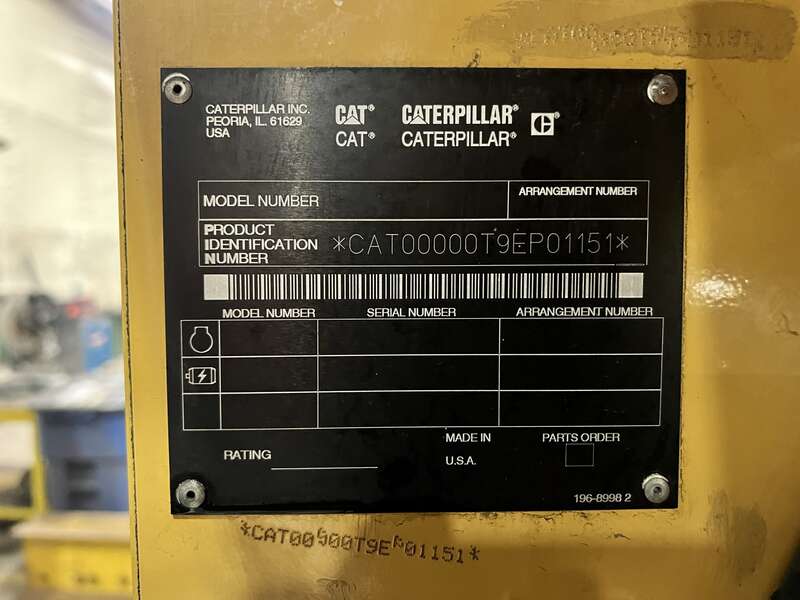 CATERPILLAR INC.
PEORIA, IL. 61629
USA
CAT® CATERPILLAR® C®
CAT® CATERPILLAR®
MODEL NUMBER
ARRANGEMENT NUMBER
PRODUCT
IDENTIFICATION
NUMBER
*CAT00000T9EP01151*
MODEL NUMBER SERIAL NUMBER ARRANGEMENT NUMBER
RATING
MADE IN
U.S.A.
PARTS ORDER
196-8998 2
*CAT00000T9EP01151*